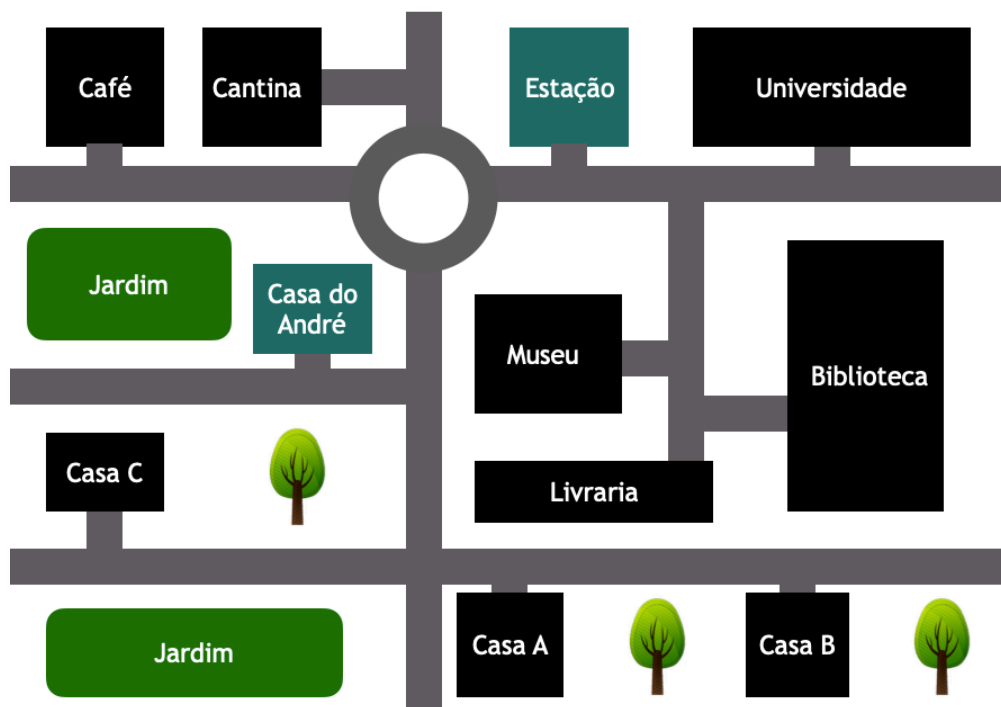 Café
Cantina
Estação
Universidade
Jardim
Casa do
André
Museu
Biblioteca
Casa C
Livraria
Jardim
Casa A
Casa B